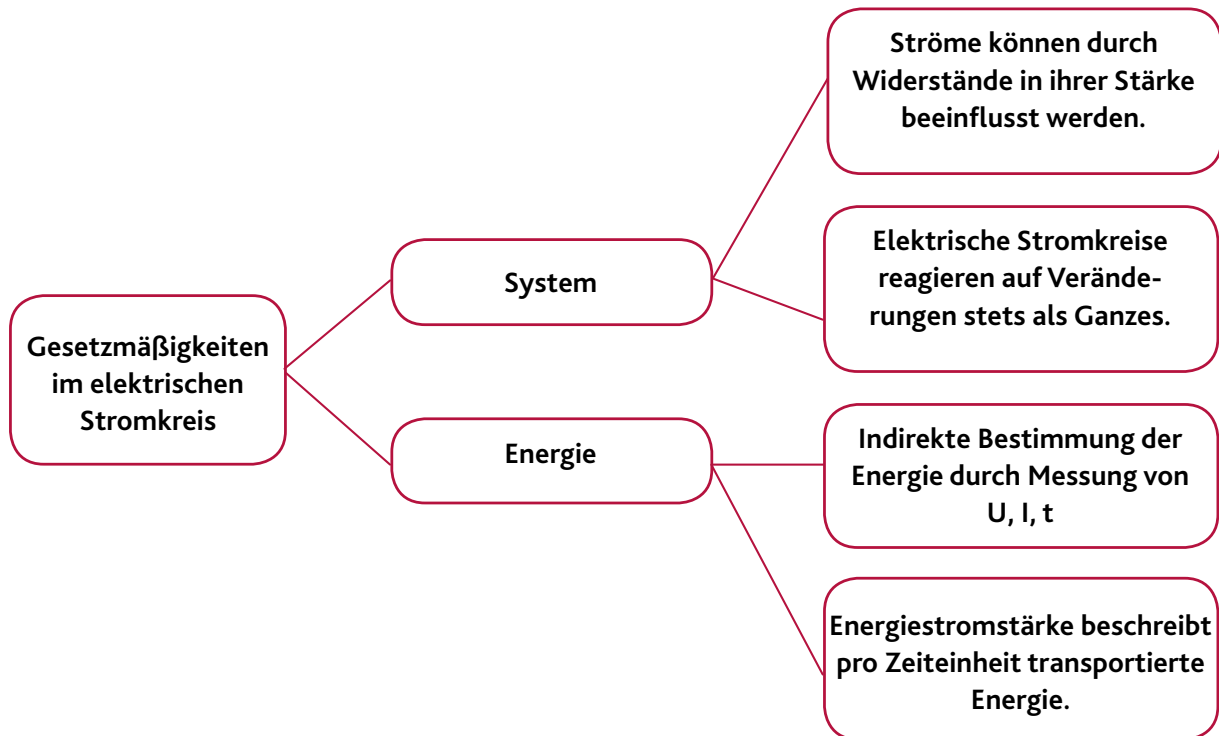 Gesetzmäßigkeiten
im elektrischen
Stromkreis
System
Ströme können durch
Widerstände in ihrer Stärke
beeinflusst werden.
Elektrische Stromkreise
reagieren auf Verände-
rungen stets als Ganzes.
Energie
Indirekte Bestimmung der
Energie durch Messung von
U, I, t
Energiestromstärke beschreibt
pro Zeiteinheit transportierte
Energie.